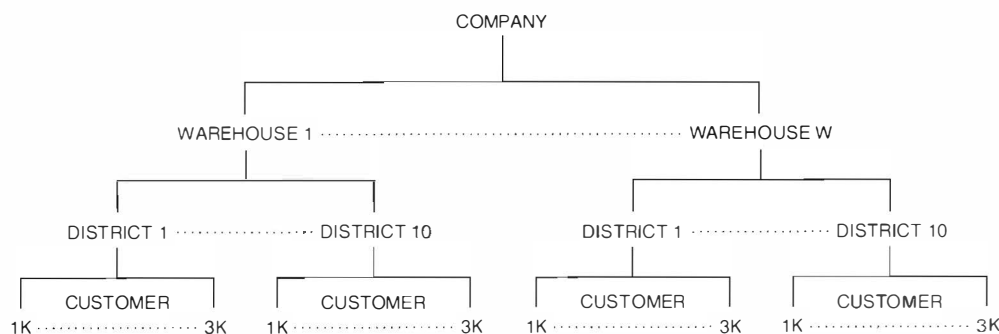 COMPANY
WAREHOUSE 1 WAREHOUSE W
DISTRICT 1 DISTRICT 10 DISTRICT 1 DISTRICT 10
CUSTOMER CUSTOMER CUSTOMER CUSTOMER
1K 3K 1K 3K 1K 3K 1K 3K